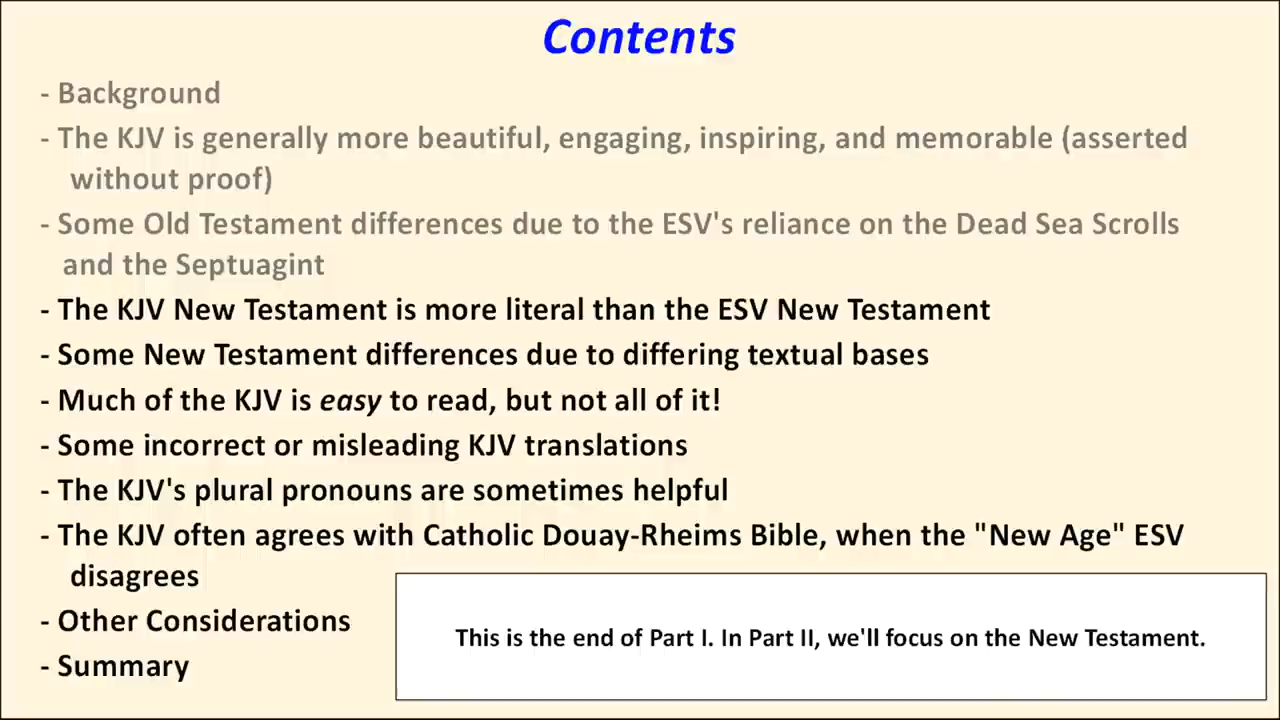 Contents
- Background
- The KJV is generally more beautiful, engaging, inspiring, and memorable (asserted
without proof)
- Some Old Testament differences due to the ESV's reliance on the Dead Sea Scrolls
and the Septuagint
- The KJV New Testament is more literal than the ESV New Testament
- Some New Testament differences due to differing textual bases
- Much of the KJV is easy to read, but not all of it!
- Some incorrect or misleading KJV translations
- The KJV's plural pronouns are sometimes helpful
- The KJV often agrees with Catholic Douay-Rheims Bible, when the "New Age" ESV
disagrees
- Other Considerations
- Summary
This is the end of Part I. In Part II, we'll focus on the New Testament.